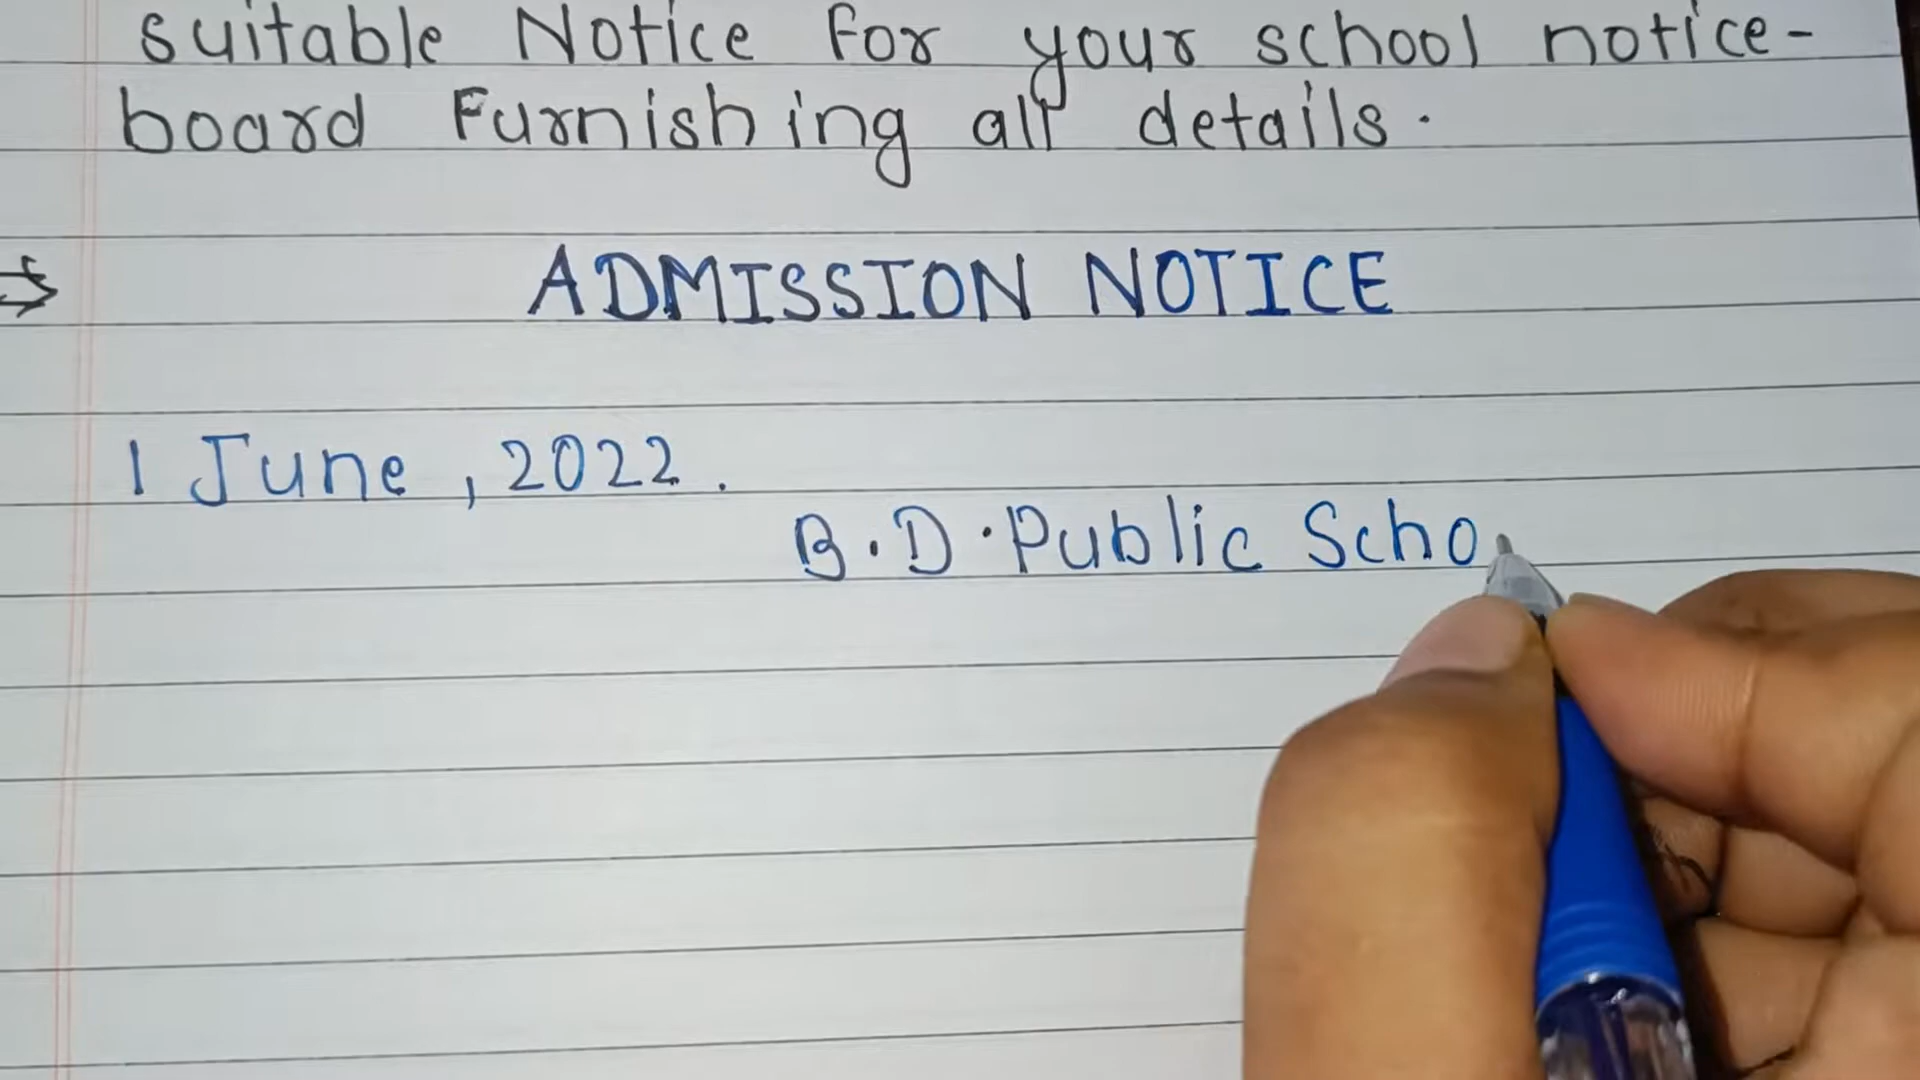 suitable Notice for your school notice-
board Furnishing all details.
⇒ ADMISSION NOTICE
1 June, 2022.
B.D. Public Scho